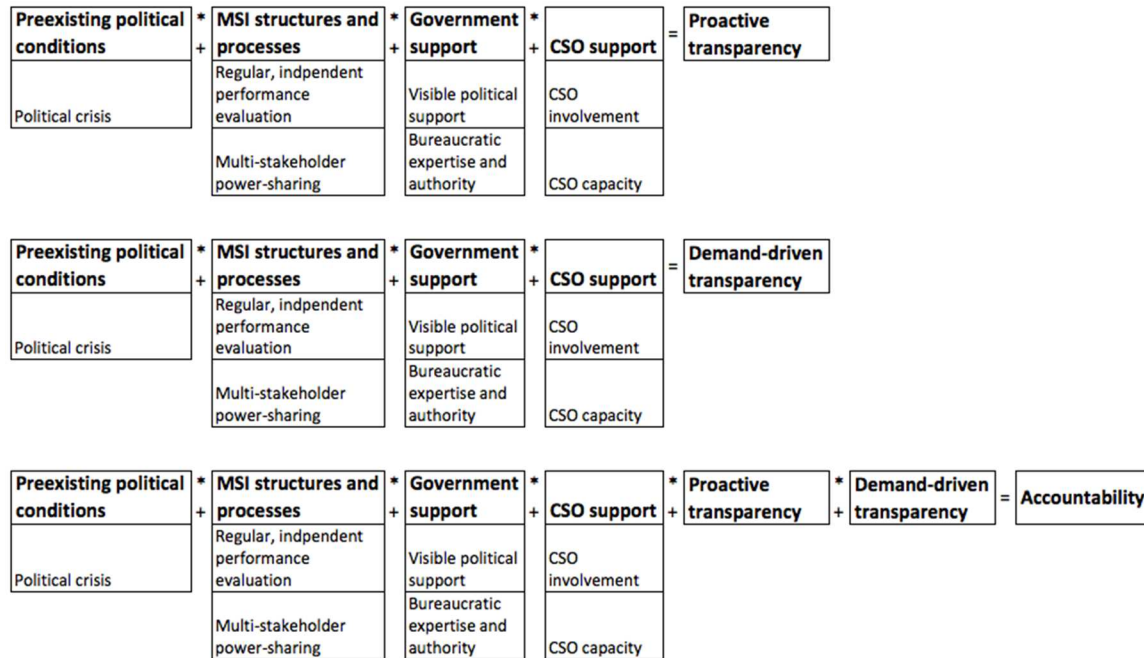 Preexisting political * MSI structures and * Government * Proactive
conditions + processes + support + CSO support = transparency
Regular, indpendent
performance Visible political CSO
Political crisis evaluation support involvement
Bureaucratic
Multi-stakeholder expertise and
power-sharing authority CSO capacity
Preexisting political * MSI structures and * Government * Demand-driven
conditions + processes + support + CSO support = transparency
Regular, indpendent
performance Visible political CSO
Political crisis evaluation support involvement
Bureaucratic
Multi-stakeholder expertise and
power-sharing authority CSO capacity
Preexisting political * MSI structures and * Government * * Proactive * Demand-driven
conditions + processes + support + CSO support + transparency + transparency = Accountability
Regular, indpendent
performance Visible political CSO
Political crisis evaluation support involvement
Bureaucratic
Multi-stakeholder expertise and
power-sharing authority CSO capacity